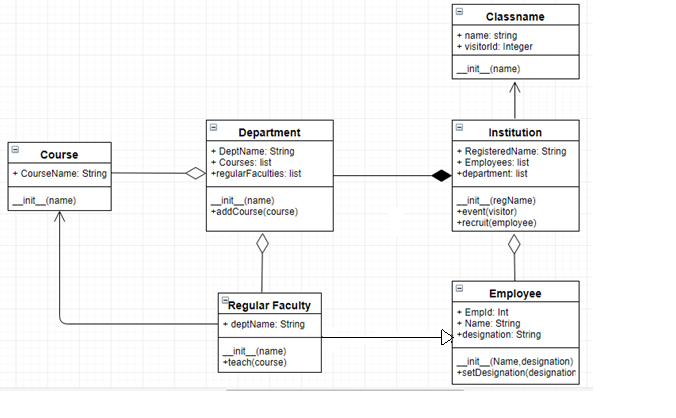 Classname
+ name: string
+ visitorId: Integer
__init__(name)
Department
+ DeptName: String
+ Courses: list
+regularFaculties: list
__init__(name)
+addCourse(course)
Institution
+ RegisteredName: String
+ Employees: list
+department: list
__init__(regName)
+event(visitor)
+recruit(employee)
Course
+ CourseName: String
__init__(name)
Regular Faculty
+ deptName: String
__init__(name)
+teach(course)
Employee
+ EmpId: Int
+ Name: String
+designation: String
__init__(Name,designation)
+setDesignation(designation